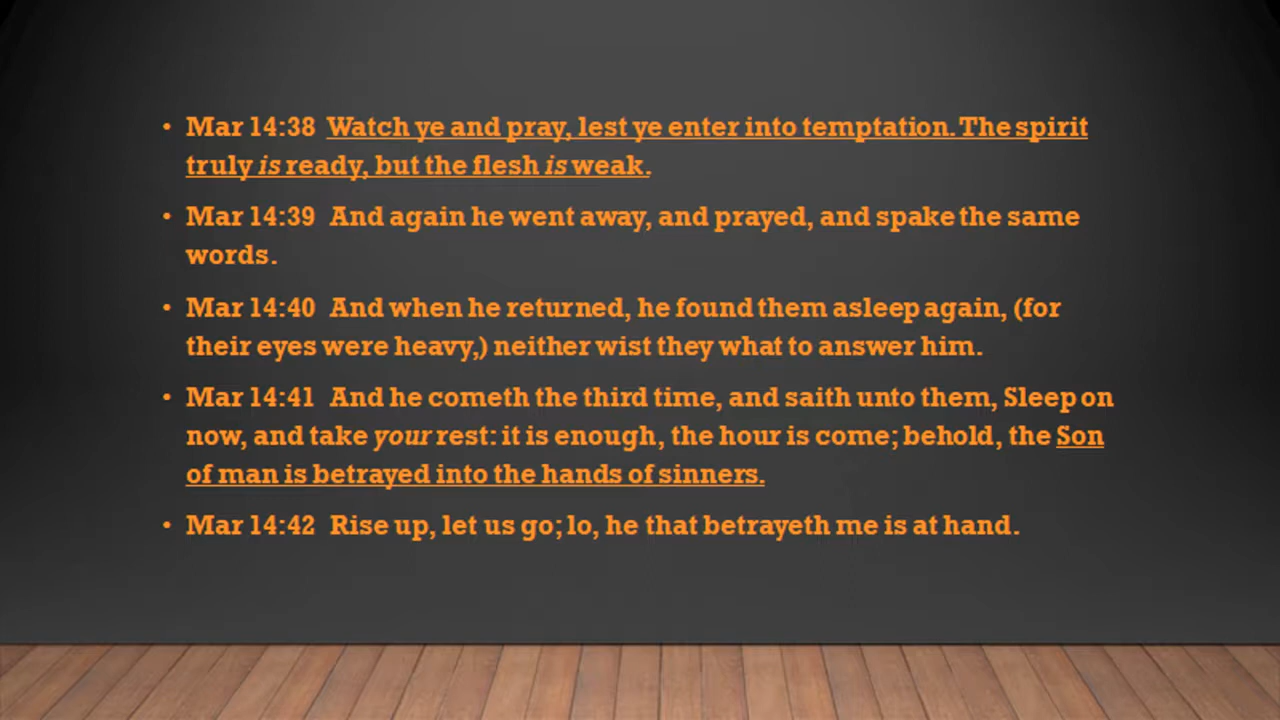 • Mar 14:38 Watch ye and pray, lest ye enter into temptation. The spirit
truly is ready, but the flesh is weak.
• Mar 14:39 And again he went away, and prayed, and spake the same
words.
• Mar 14:40 And when he returned, he found them asleep again, (for
their eyes were heavy,) neither wist they what to answer him.
• Mar 14:41 And he cometh the third time, and saith unto them, Sleep on
now, and take your rest: it is enough, the hour is come; behold, the Son
of man is betrayed into the hands of sinners.
• Mar 14:42 Rise up, let us go; lo, he that betrayeth me is at hand.